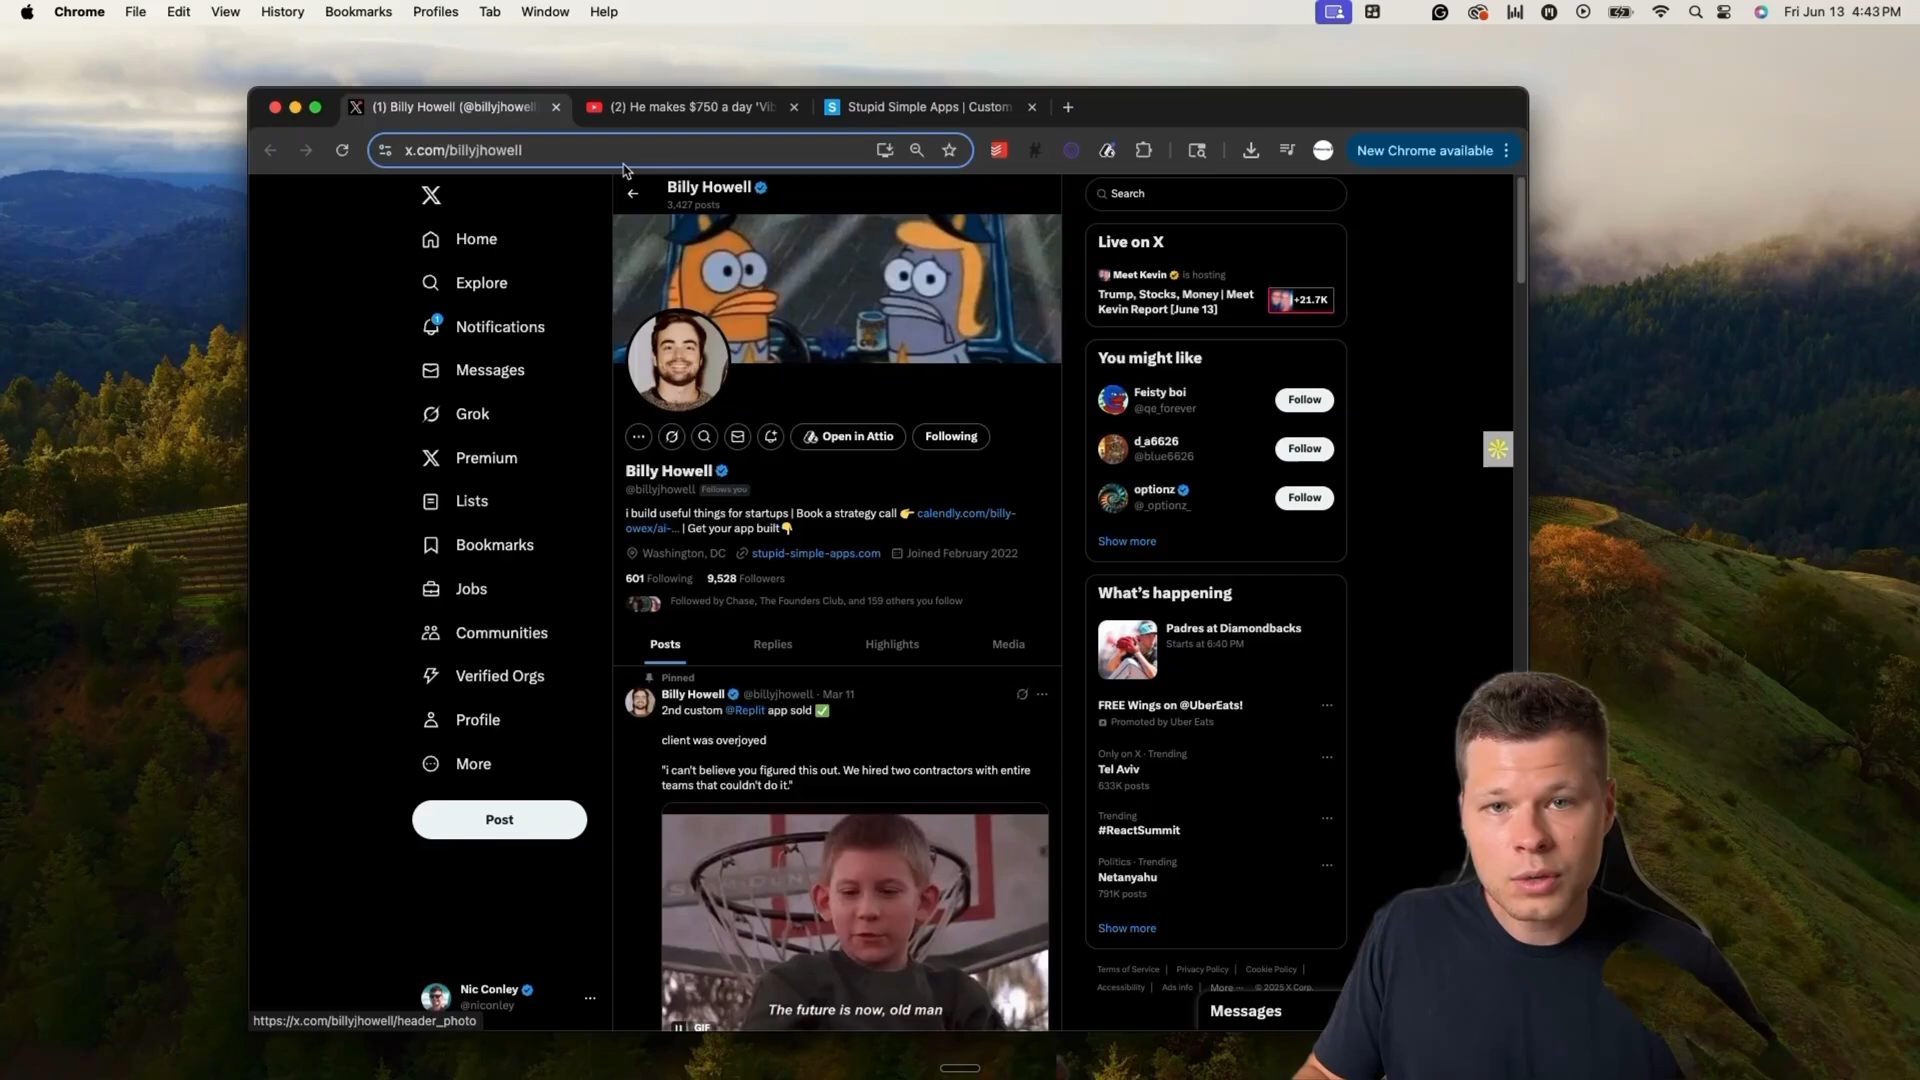 Chrome File Edit View History Bookmarks Profiles Tab Window Help
Fri Jun 13 4:43 PM
(1) Billy Howell (@billyjhowell
(2) He makes $750 a day 'Vib
Stupid Simple Apps | Custom
x.com/billyjhowell
New Chrome available
Home
Explore
1
Notifications
Messages
Grok
Premium
Lists
Bookmarks
Jobs
Communities
Verified Orgs
Profile
More
Post
Nic Conley
@niconley
https://x.com/billyjhowell/header_photo
Billy Howell
3,427 posts
Open in Attio
Following
Billy Howell
@billyjhowell Follows you
i build useful things for startups | Book a strategy call 👉 calendly.com/billy-
owex/ai-... | Get your app built👇
Washington, DC stupid-simple-apps.com Joined February 2022
601 Following 9,528 Followers
Followed by Chase, The Founders Club, and 159 others you follow
Posts Replies Highlights Media
Pinned
Billy Howell @billyjhowell · Mar 11
2nd custom @Replit app sold ✅
client was overjoyed
"i can't believe you figured this out. We hired two contractors with entire
teams that couldn't do it."
The future is now, old man
GIF
Search
Live on X
Meet Kevin is hosting
Trump, Stocks, Money | Meet
Kevin Report [June 13]
+21.7K
You might like
Feisty boi
@qe_forever
Follow
d_a6626
@blue6626
Follow
optionz
@_optionz_
Follow
Show more
What's happening
Padres at Diamondbacks
Starts at 6:40 PM
FREE Wings on @UberEats!
Promoted by Uber Eats
Only on X · Trending
Tel Aviv
633K posts
Trending
#ReactSummit
Politics · Trending
Netanyahu
791K posts
Show more
Terms of Service | Privacy Policy | Cookie Policy |
Accessibility | Ads info | More ··· © 2025 X Corp.
Messages